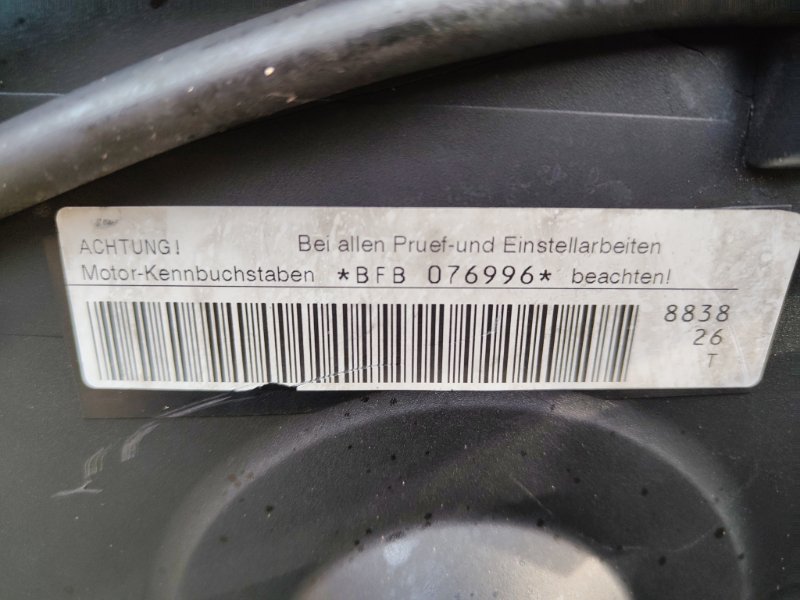 ACHTUNG! Bei allen Pruef-und Einstellarbeiten
Motor-Kennbuchstaben *BFB 076996* beachten!
8838
26
T